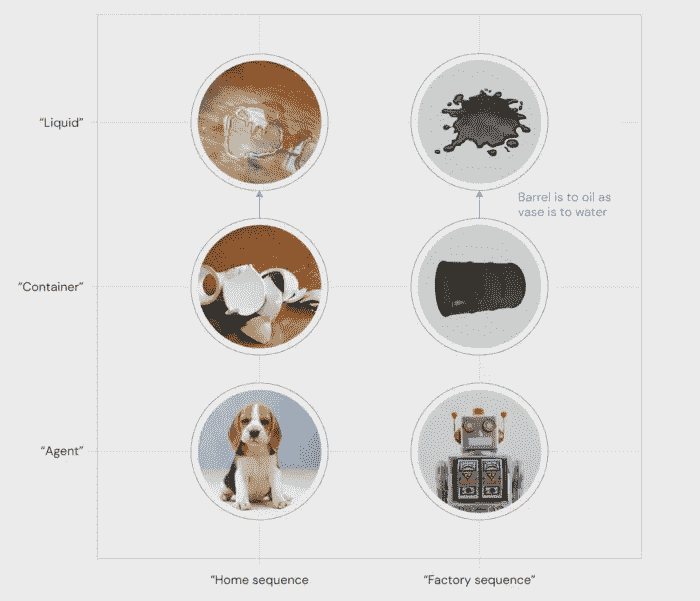 “Liquid”
Barrel is to oil as
vase is to water
“Container”
“Agent”
“Home sequence
“Factory sequence”